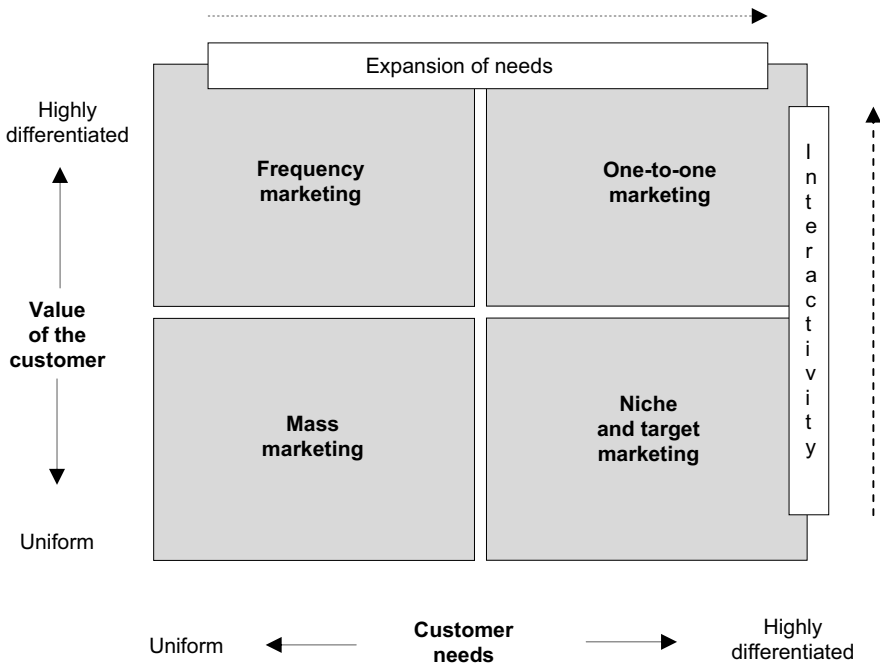 Expansion of needs
Highly
differentiated
Frequency
marketing
One-to-one
marketing
Interactivity
Value
of the
customer
Mass
marketing
Niche
and target
marketing
Uniform
Uniform
Customer
needs
Highly
differentiated